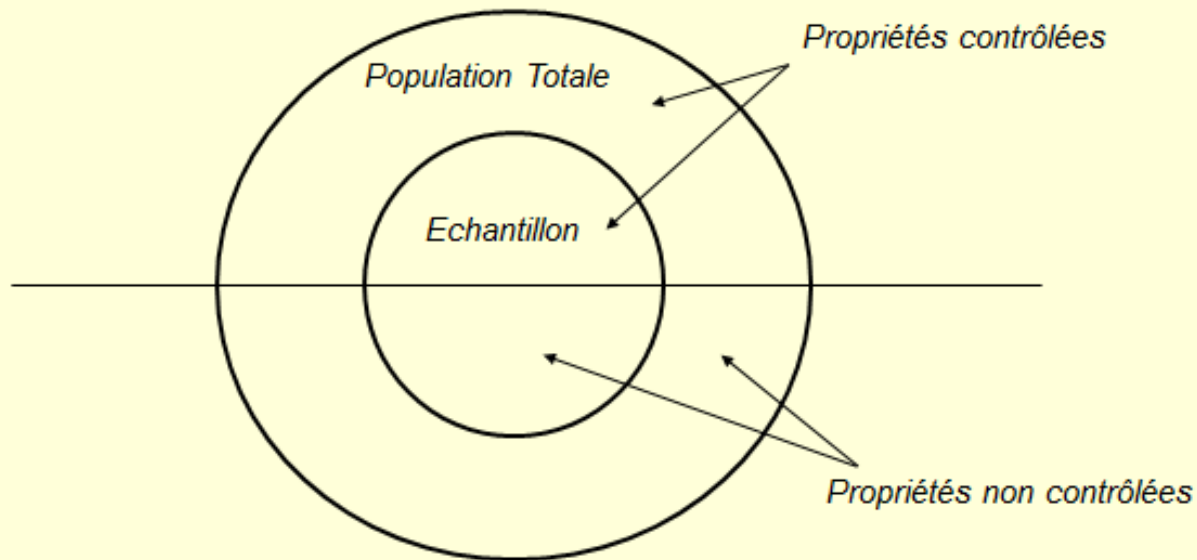 Propriétés contrôlées
Population Totale
Echantillon
Propriétés non contrôlées